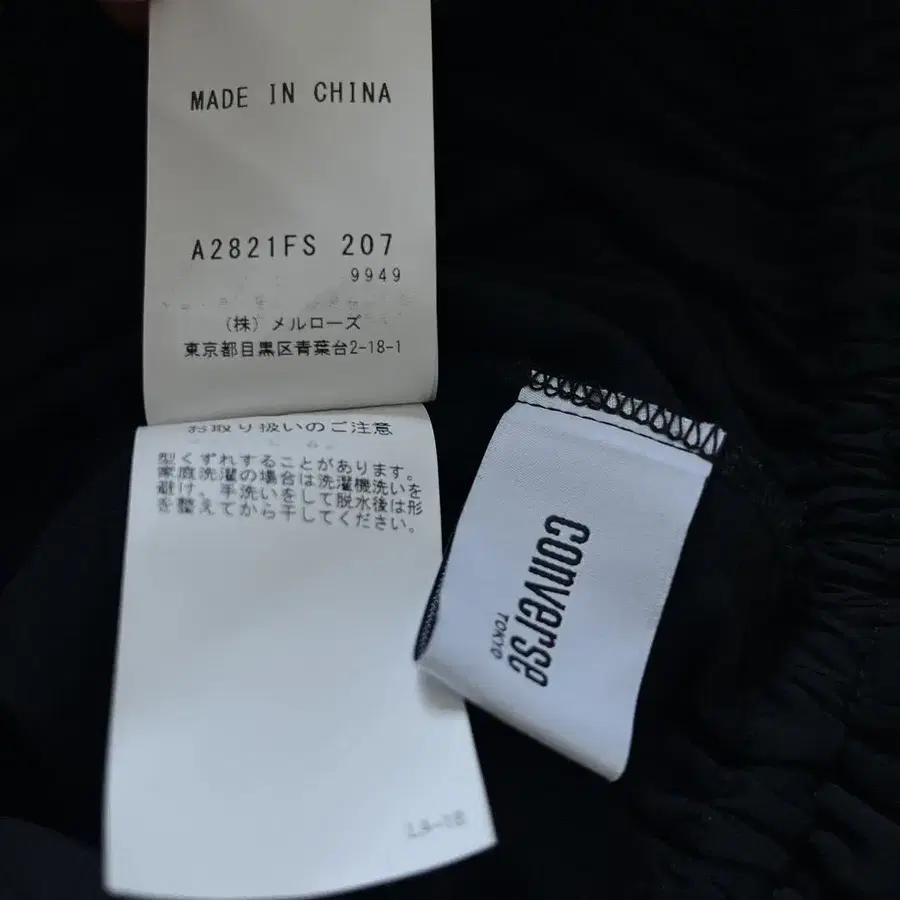 MADE IN CHINA
A2821FS 207
9949
(株)メルローズ
東京都目黒区青葉台2-18-1
お取り扱いのご注意
型くずれすることがあります。
家庭洗濯の場合は洗濯機洗いを
避け、手洗いをして脱水後は形
を整えてから干してください。
converse
TOKYO